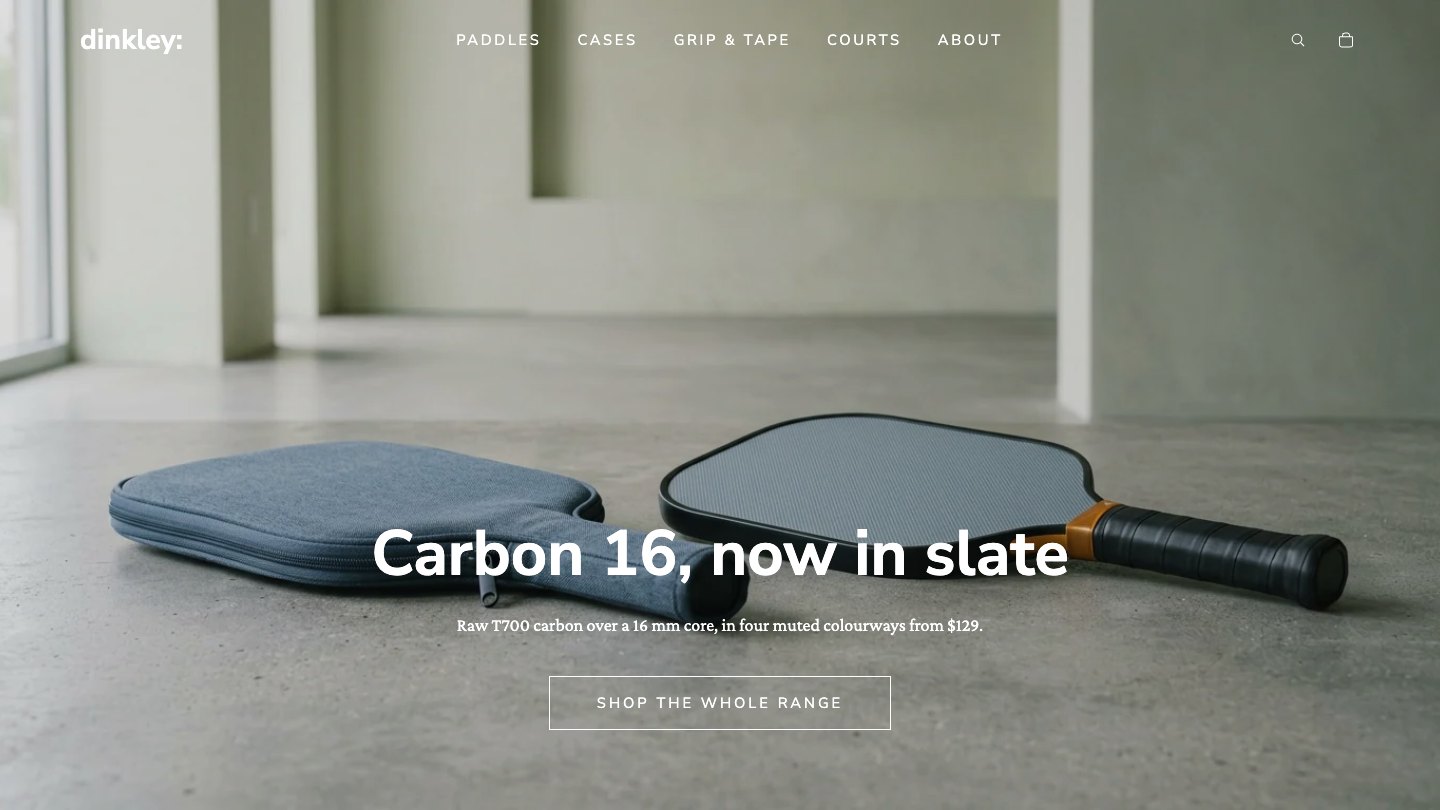 dinkley:
PADDLES CASES GRIP & TAPE COURTS ABOUT
Carbon 16, now in slate
Raw T700 carbon over a 16 mm core, in four muted colourways from $129.
SHOP THE WHOLE RANGE